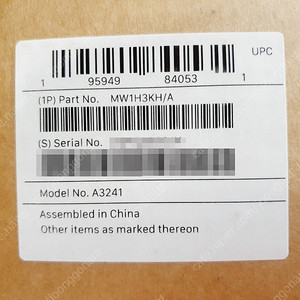 UPC
1 95949 84053 1
(1P) Part No. MW1H3KH/A
(S) Serial No.
Model No. A3241
Assembled in China
Other items as marked thereon